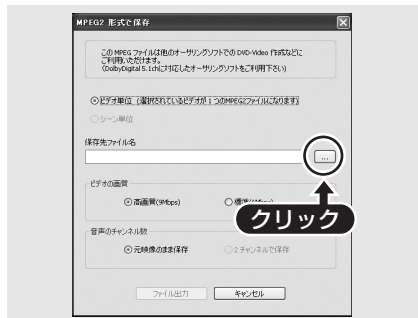 MPEG2 形式で保存
この MPEG ファイルは他のオーサリングソフトでの DVD-Video 作成などに
ご利用いただけます。
(DolbyDigital 5.1chに対応したオーサリングソフトをご利用下さい)
ビデオ単位 (選択されているビデオが 1 つのMPEG2ファイルになります)
シーン単位
保存先ファイル名
...
ビデオの画質
高画質(9Mbps)
クリック
音声のチャンネル数
元映像のまま保存
2 チャンネルで保存
ファイル出力
キャンセル